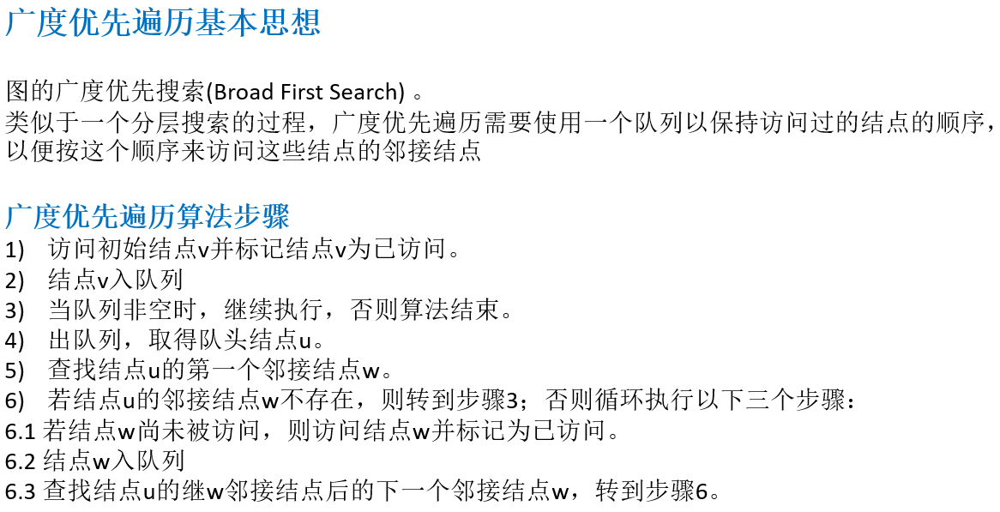 广度优先遍历基本思想
图的广度优先搜索(Broad First Search) 。
类似于一个分层搜索的过程，广度优先遍历需要使用一个队列以保持访问过的结点的顺序，
以便按这个顺序来访问这些结点的邻接结点
广度优先遍历算法步骤
1) 访问初始结点v并标记结点v为已访问。
2) 结点v入队列
3) 当队列非空时，继续执行，否则算法结束。
4) 出队列，取得队头结点u。
5) 查找结点u的第一个邻接结点w。
6) 若结点u的邻接结点w不存在，则转到步骤3；否则循环执行以下三个步骤：
6.1 若结点w尚未被访问，则访问结点w并标记为已访问。
6.2 结点w入队列
6.3 查找结点u的继w邻接结点后的下一个邻接结点w，转到步骤6。